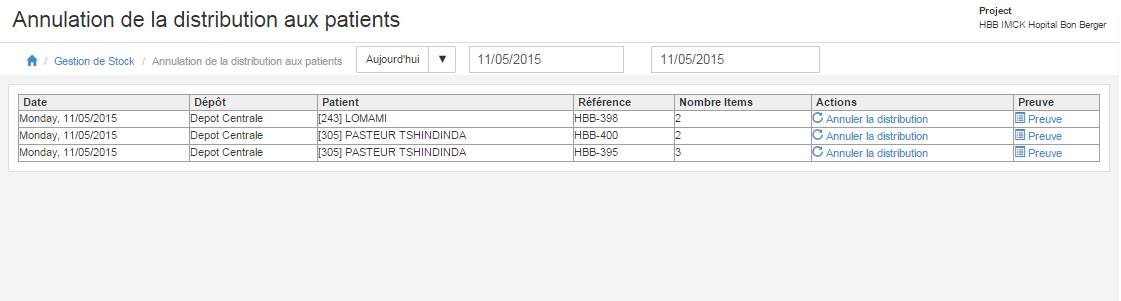 Annulation de la distribution aux patients
Project
HBB IMCK Hopital Bon Berger
/ Gestion de Stock / Annulation de la distribution aux patients Aujourd'hui ▼ 11/05/2015 11/05/2015
Date Dépôt Patient Référence Nombre Items Actions Preuve
Monday, 11/05/2015 Depot Centrale [243] LOMAMI HBB-398 2 Annuler la distribution Preuve
Monday, 11/05/2015 Depot Centrale [305] PASTEUR TSHINDINDA HBB-400 2 Annuler la distribution Preuve
Monday, 11/05/2015 Depot Centrale [305] PASTEUR TSHINDINDA HBB-395 3 Annuler la distribution Preuve